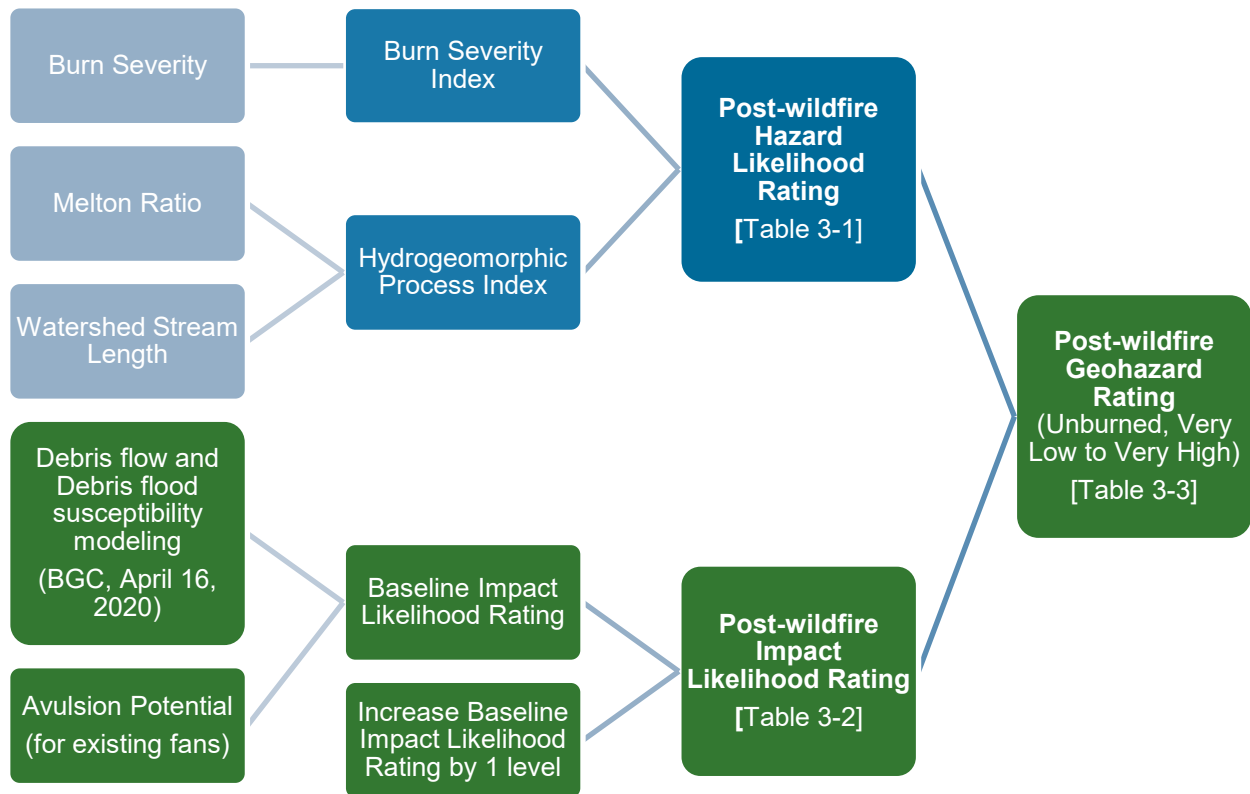 Burn Severity
Burn Severity
Index
Melton Ratio
Watershed Stream
Length
Hydrogeomorphic
Process Index
Post-wildfire
Hazard
Likelihood
Rating
[Table 3-1]
Debris flow and
Debris flood
susceptibility
modeling
(BGC, April 16,
2020)
Avulsion Potential
(for existing fans)
Baseline Impact
Likelihood Rating
Increase Baseline
Impact Likelihood
Rating by 1 level
Post-wildfire
Impact
Likelihood Rating
[Table 3-2]
Post-wildfire
Geohazard
Rating
(Unburned, Very
Low to Very High)
[Table 3-3]